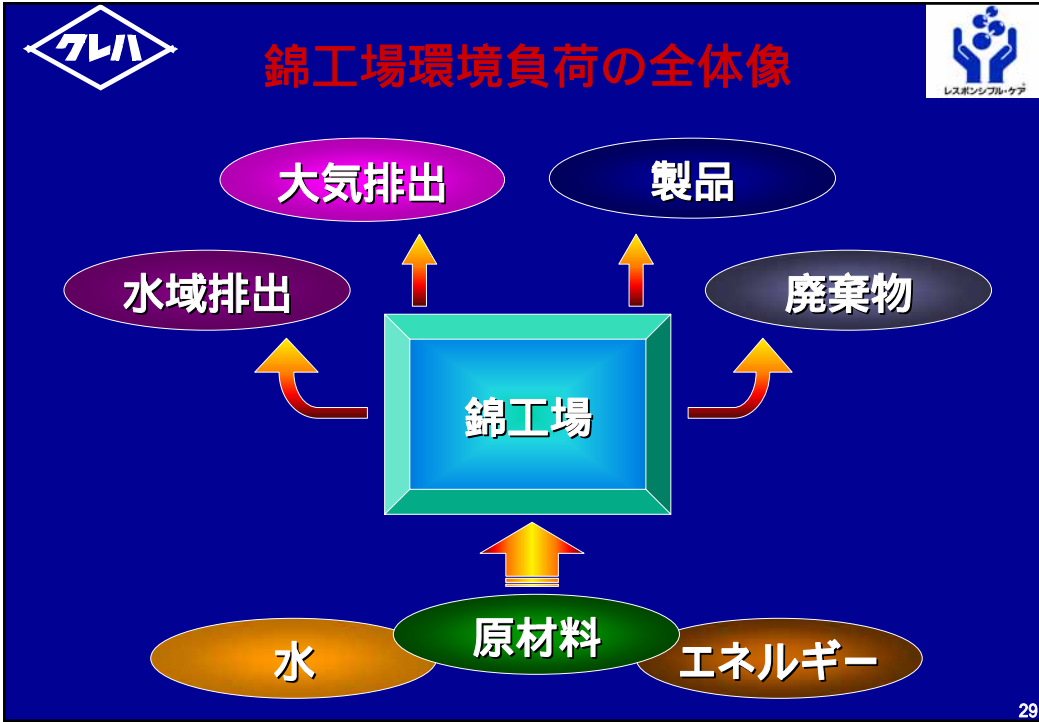 クレハ
錦工場環境負荷の全体像
レスポンシブル・ケア
大気排出
製品
水域排出
廃棄物
錦工場
原材料
水
エネルギー
29